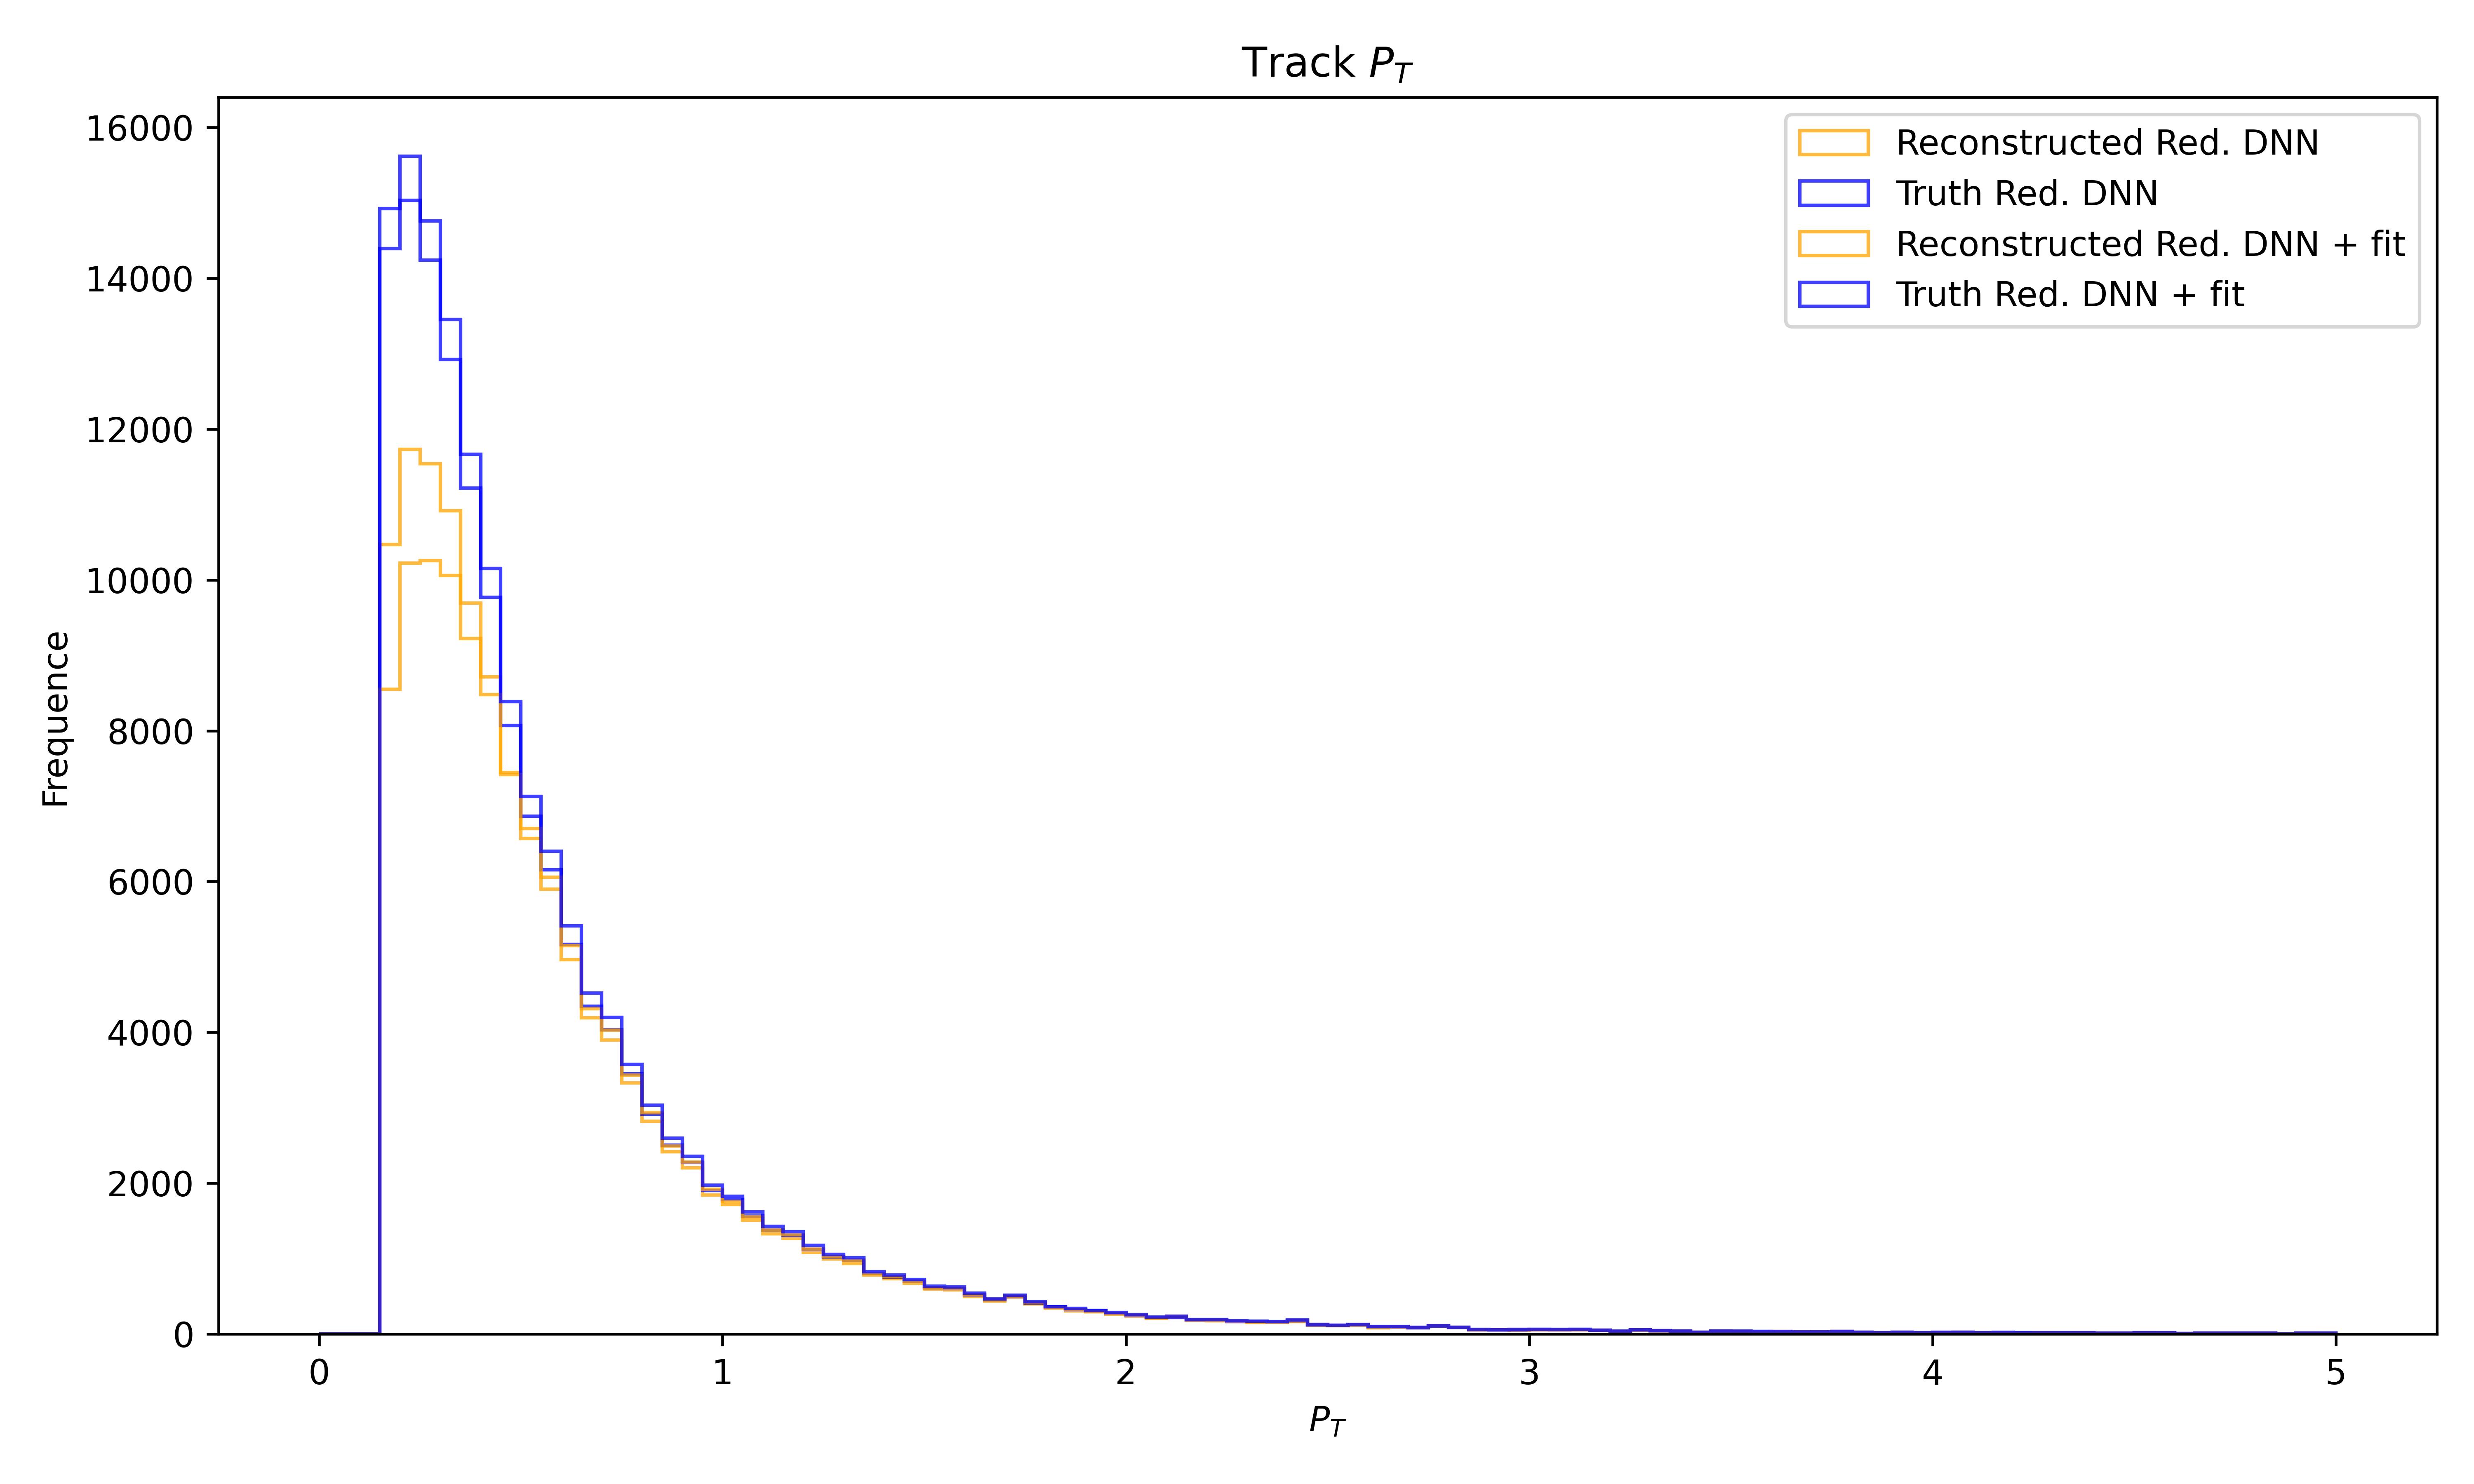 Track P_T
16000
14000
12000
10000
8000
6000
4000
2000
0
Frequence
Reconstructed Red. DNN
Truth Red. DNN
Reconstructed Red. DNN + fit
Truth Red. DNN + fit
0 1 2 3 4 5
P_T